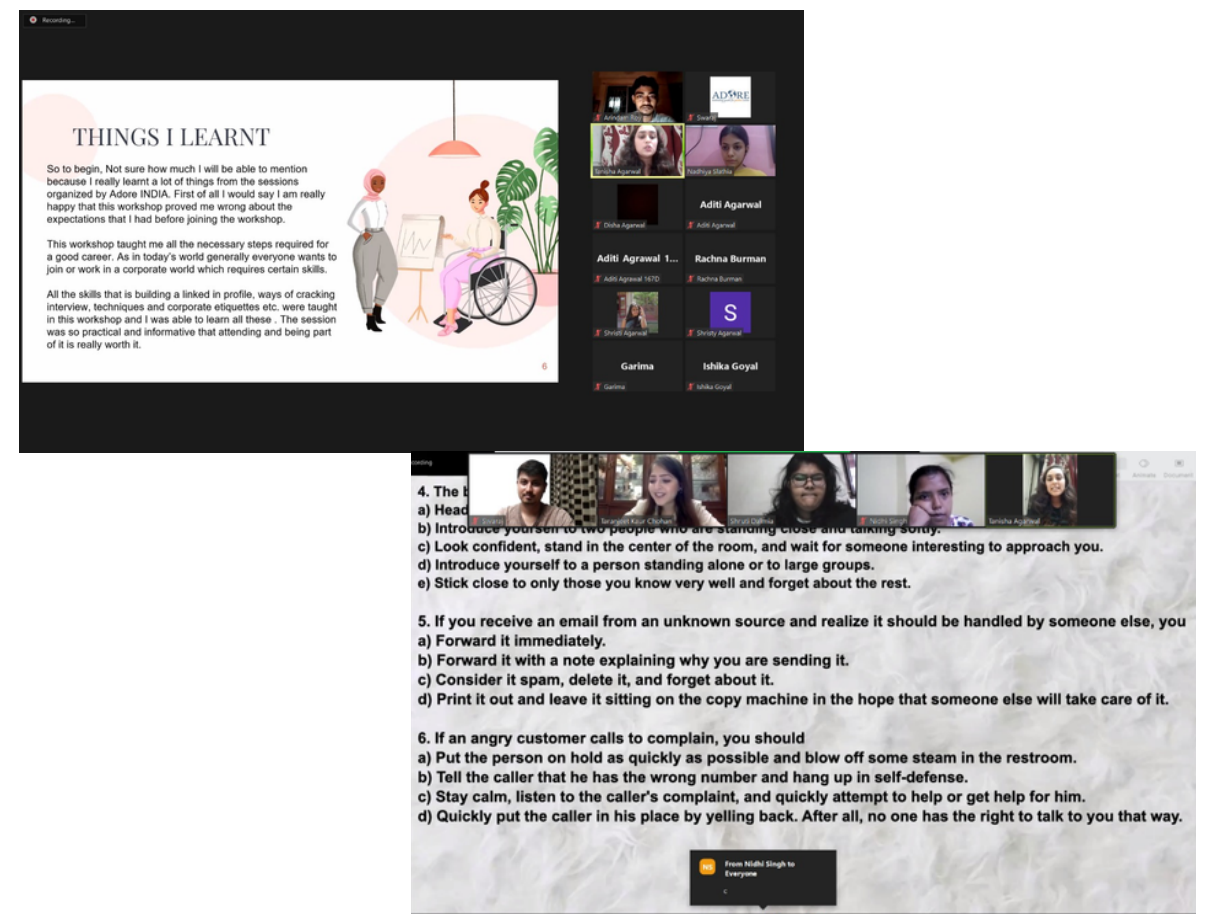 Recording...
THINGS I LEARNT
So to begin, Not sure how much I will be able to mention
because I really learnt a lot of things from the sessions
organized by Adore INDIA. First of all I would say I am really
happy that this workshop proved me wrong about the
expectations that I had before joining the workshop.
This workshop taught me all the necessary steps required for
a good career. As in today's world generally everyone wants to
join or work in a corporate world which requires certain skills.
All the skills that is building a linked in profile, ways of cracking
interview, techniques and corporate etiquettes etc. were taught
in this workshop and I was able to learn all these . The session
was so practical and informative that attending and being part
of it is really worth it.
6
ADORE
Tanisha Agarwal
Nadhiya Slathia
Disha Agarwal
Aditi Agarwal
Aditi Agarwal
Aditi Agrawal 1...
Aditi Agrawal 167D
Rachna Burman
Rachna Burman
Shristi Agarwal
S
Shristy Agarwal
Garima
Garima
Ishika Goyal
Ishika Goyal
Taranjeet Kaur Chohan
Shruti Dalmia
Nidhi Singh
Tanisha Agarwal
Animate
Document
4. The
a) Head
b) Introduce yourself to two people who are standing close and talking softly.
c) Look confident, stand in the center of the room, and wait for someone interesting to approach you.
d) Introduce yourself to a person standing alone or to large groups.
e) Stick close to only those you know very well and forget about the rest.
5. If you receive an email from an unknown source and realize it should be handled by someone else, you
a) Forward it immediately.
b) Forward it with a note explaining why you are sending it.
c) Consider it spam, delete it, and forget about it.
d) Print it out and leave it sitting on the copy machine in the hope that someone else will take care of it.
6. If an angry customer calls to complain, you should
a) Put the person on hold as quickly as possible and blow off some steam in the restroom.
b) Tell the caller that he has the wrong number and hang up in self-defense.
c) Stay calm, listen to the caller's complaint, and quickly attempt to help or get help for him.
d) Quickly put the caller in his place by yelling back. After all, no one has the right to talk to you that way.
NS
From Nidhi Singh to
Everyone
c